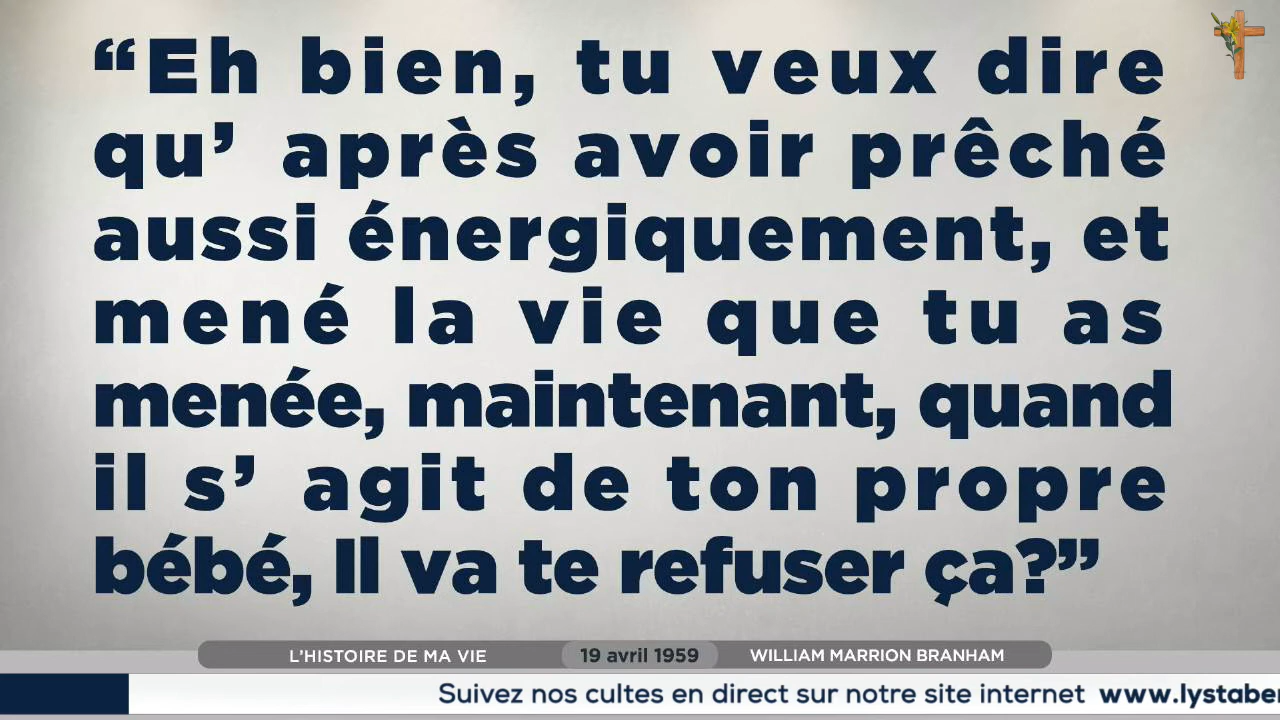 “Eh bien, tu veux dire
qu’ après avoir prêché
aussi énergiquement, et
mené la vie que tu as
menée, maintenant, quand
il s’ agit de ton propre
bébé, Il va te refuser ça?”
L’HISTOIRE DE MA VIE 19 avril 1959 WILLIAM MARRION BRANHAM
Suivez nos cultes en direct sur notre site internet www.lystaber